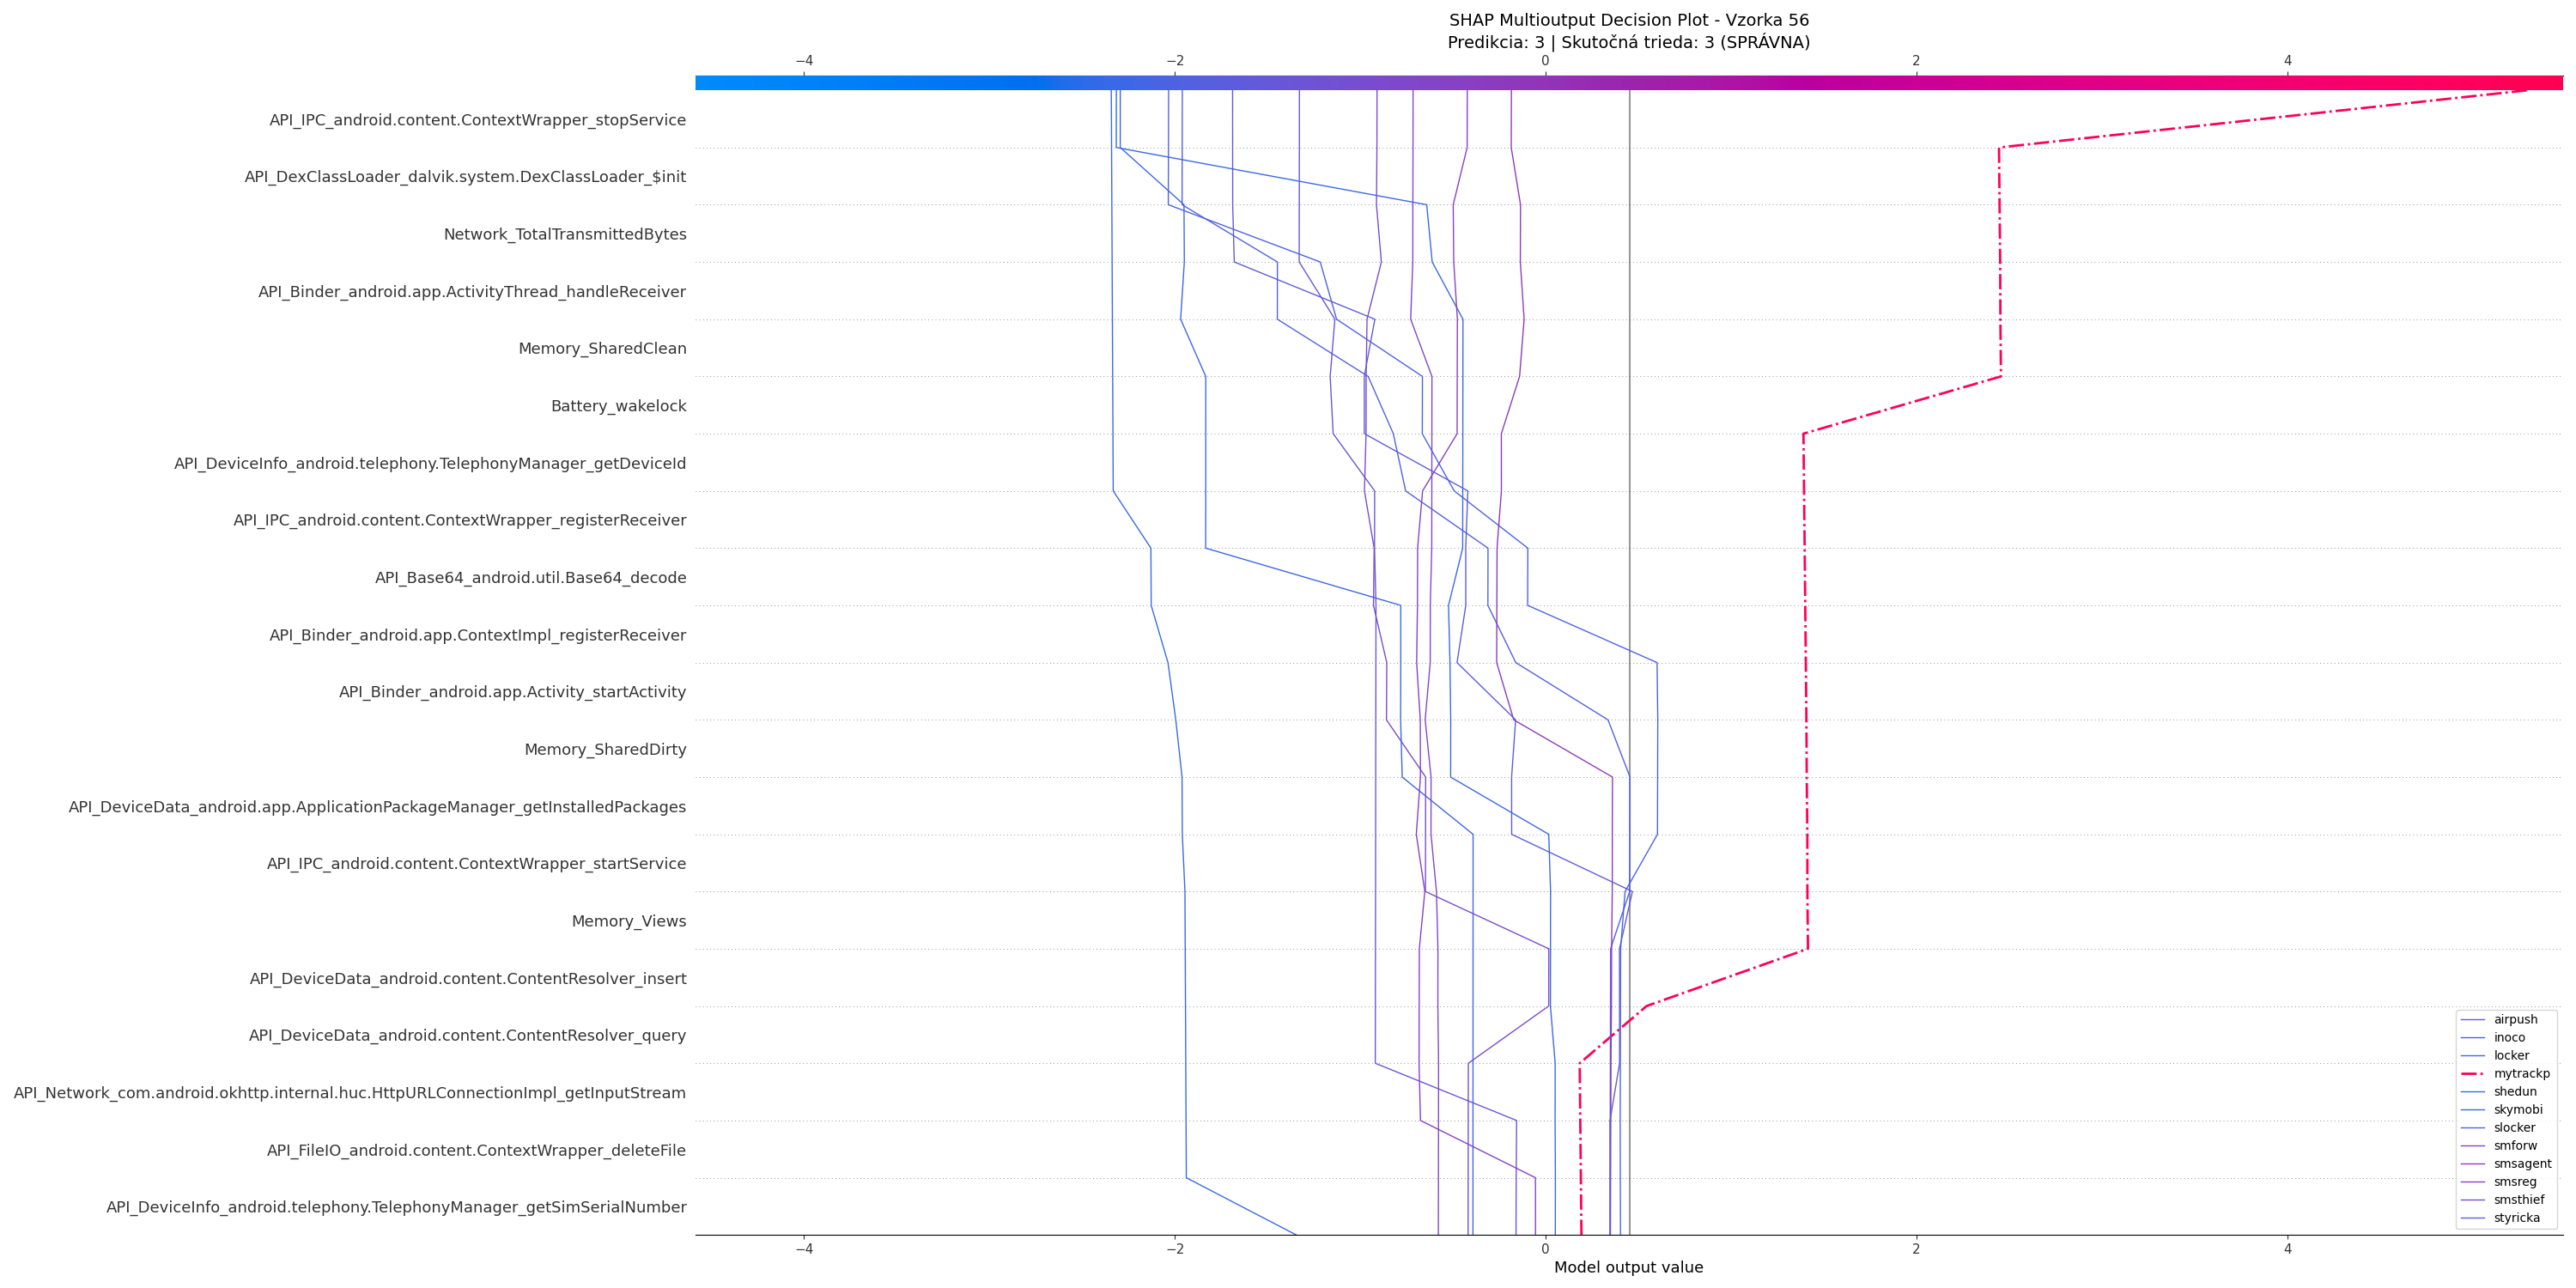 SHAP Multioutput Decision Plot - Vzorka 56
Predikcia: 3 | Skutočná trieda: 3 (SPRÁVNA)
−4 −2 0 2 4
API_IPC_android.content.ContextWrapper_stopService
API_DexClassLoader_dalvik.system.DexClassLoader_$init
Network_TotalTransmittedBytes
API_Binder_android.app.ActivityThread_handleReceiver
Memory_SharedClean
Battery_wakelock
API_DeviceInfo_android.telephony.TelephonyManager_getDeviceId
API_IPC_android.content.ContextWrapper_registerReceiver
API_Base64_android.util.Base64_decode
API_Binder_android.app.ContextImpl_registerReceiver
API_Binder_android.app.Activity_startActivity
Memory_SharedDirty
API_DeviceData_android.app.ApplicationPackageManager_getInstalledPackages
API_IPC_android.content.ContextWrapper_startService
Memory_Views
API_DeviceData_android.content.ContentResolver_insert
API_DeviceData_android.content.ContentResolver_query
API_Network_com.android.okhttp.internal.huc.HttpURLConnectionImpl_getInputStream
API_FileIO_android.content.ContextWrapper_deleteFile
API_DeviceInfo_android.telephony.TelephonyManager_getSimSerialNumber
airpush
inoco
locker
mytrackp
shedun
skymobi
slocker
smforw
smsagent
smsreg
smsthief
styricka
−4 −2 0 2 4
Model output value